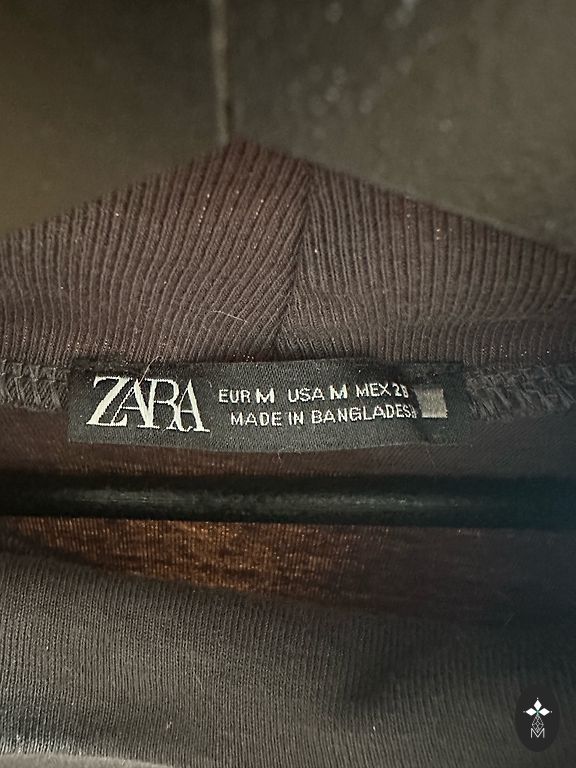 ZARA
EUR M USA M MEX 28
MADE IN BANGLADESH
M